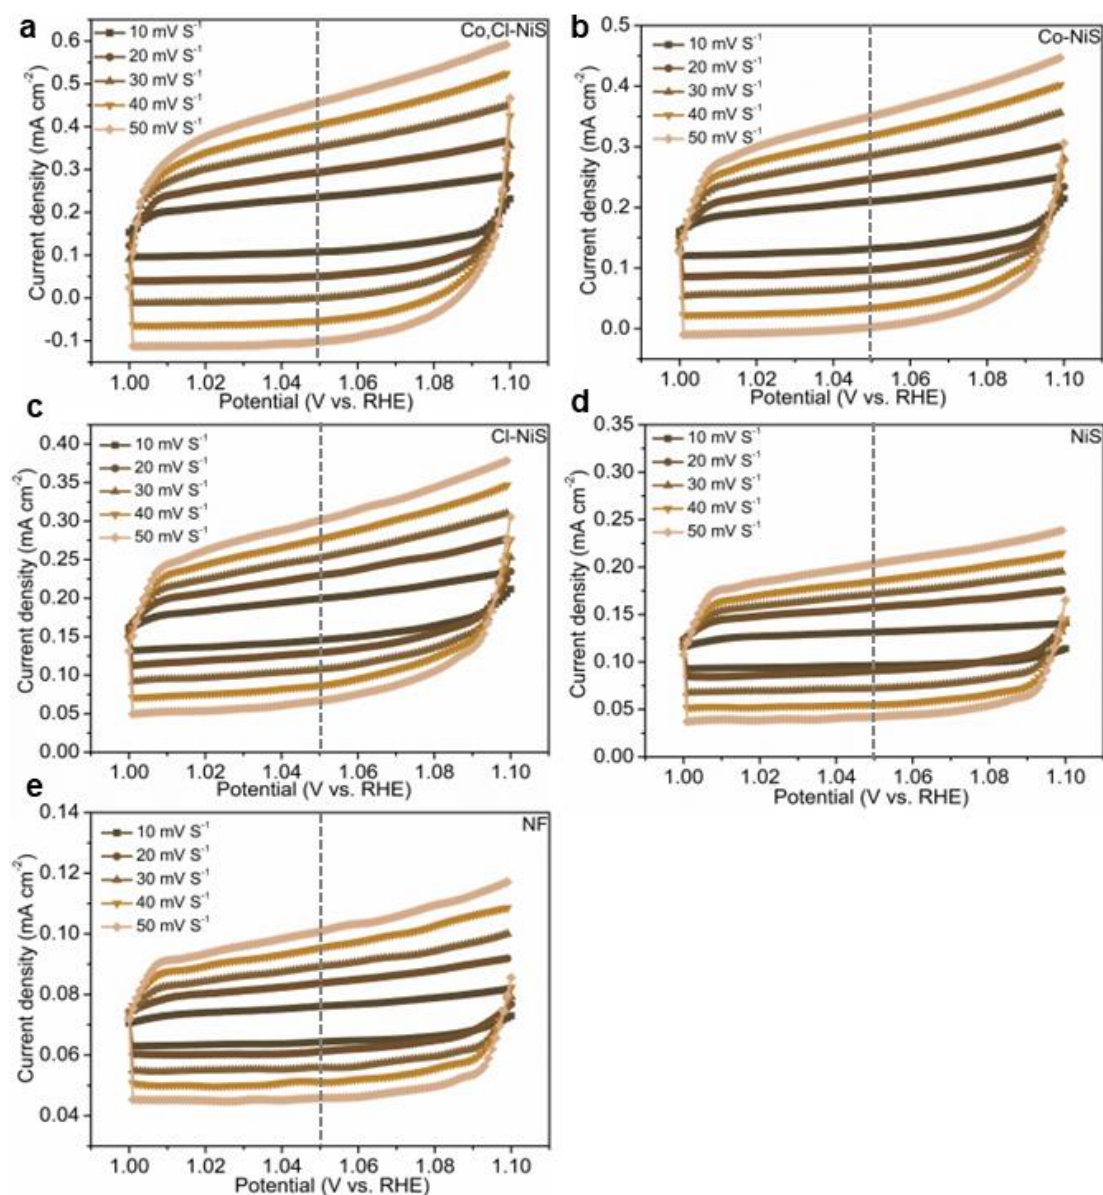 a
Co,Cl-NiS
10 mV S⁻¹
20 mV S⁻¹
30 mV S⁻¹
40 mV S⁻¹
50 mV S⁻¹
0.6
0.5
0.4
0.3
0.2
0.1
0.0
-0.1
Current density (mA cm⁻²)
1.00 1.02 1.04 1.06 1.08 1.10
Potential (V vs. RHE)
b
Co-NiS
10 mV S⁻¹
20 mV S⁻¹
30 mV S⁻¹
40 mV S⁻¹
50 mV S⁻¹
0.5
0.4
0.3
0.2
0.1
0.0
Current density (mA cm⁻²)
1.00 1.02 1.04 1.06 1.08 1.10
Potential (V vs. RHE)
c
Cl-NiS
10 mV S⁻¹
20 mV S⁻¹
30 mV S⁻¹
40 mV S⁻¹
50 mV S⁻¹
0.40
0.35
0.30
0.25
0.20
0.15
0.10
0.05
0.00
Current density (mA cm⁻²)
1.00 1.02 1.04 1.06 1.08 1.10
Potential (V vs. RHE)
d
NiS
10 mV S⁻¹
20 mV S⁻¹
30 mV S⁻¹
40 mV S⁻¹
50 mV S⁻¹
0.35
0.30
0.25
0.20
0.15
0.10
0.05
0.00
Current density (mA cm⁻²)
1.00 1.02 1.04 1.06 1.08 1.10
Potential (V vs. RHE)
e
NF
10 mV S⁻¹
20 mV S⁻¹
30 mV S⁻¹
40 mV S⁻¹
50 mV S⁻¹
0.14
0.12
0.10
0.08
0.06
0.04
Current density (mA cm⁻²)
1.00 1.02 1.04 1.06 1.08 1.10
Potential (V vs. RHE)